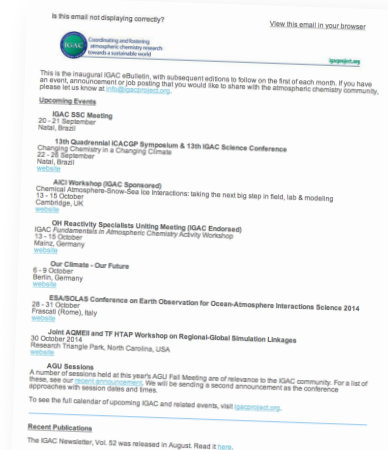 Is this email not displaying correctly?
View this email in your browser
IGAC
Coordinating and fostering
atmospheric chemistry research
towards a sustainable world
igacproject.org
This is the inaugural IGAC eBulletin, with subsequent editions to follow on the first of each month. If you have
an event, announcement or job posting that you would like to share with the atmospheric chemistry community,
please let us know at info@igacproject.org.
Upcoming Events
IGAC SSC Meeting
20 - 21 September
Natal, Brazil
13th Quadrennial ICACGP Symposium & 13th IGAC Science Conference
Changing Chemistry in a Changing Climate
22 - 26 September
Natal, Brazil
website
AICI Workshop (IGAC Sponsored)
Chemical Atmosphere-Snow-Sea Ice Interactions: taking the next big step in field, lab & modeling
13 - 15 October
Cambridge, UK
website
OH Reactivity Specialists Uniting Meeting (IGAC Endorsed)
IGAC Fundamentals in Atmospheric Chemistry Activity Workshop
13 - 15 October
Mainz, Germany
website
Our Climate - Our Future
6 - 9 October
Berlin, Germany
website
ESA/SOLAS Conference on Earth Observation for Ocean-Atmosphere Interactions Science 2014
28 - 31 October
Frascati (Rome), Italy
website
Joint AQMEII and TF HTAP Workshop on Regional-Global Simulation Linkages
30 October 2014
Research Triangle Park, North Carolina, USA
website
AGU Sessions
A number of sessions held at this year's AGU Fall Meeting are of relevance to the IGAC community. For a list of
these, see our recent announcement. We will be sending a second announcement as the conference
approaches with session dates and times.
To see the full calendar of upcoming IGAC and related events, visit igacproject.org.
Recent Publications
The IGAC Newsletter, Vol. 52 was released in August. Read it here.